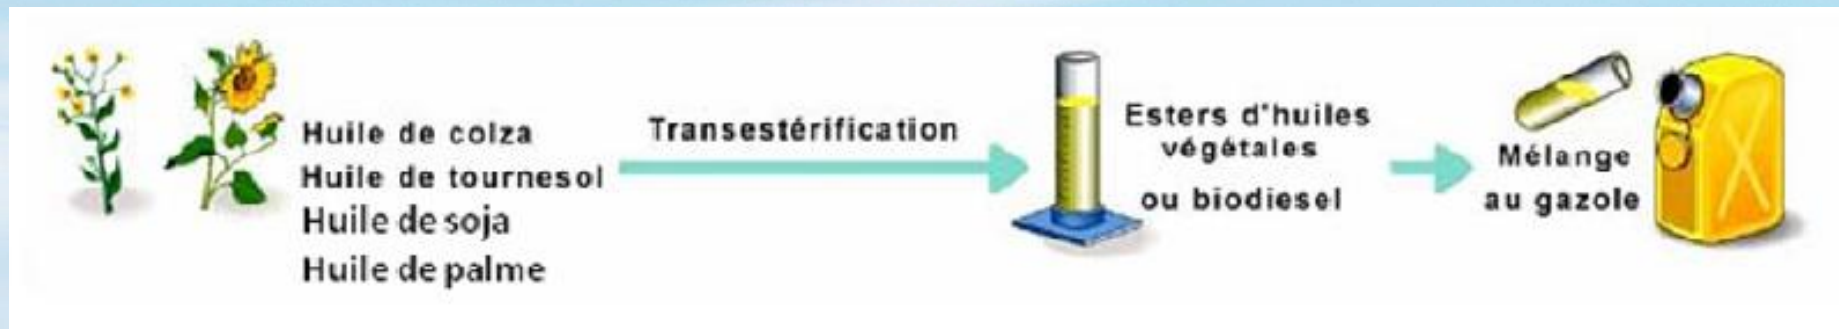 Huile de colza
Huile de tournesol
Huile de soja
Huile de palme
Transestérification
Esters d'huiles
végétales
ou biodiesel
Mélange
au gazole